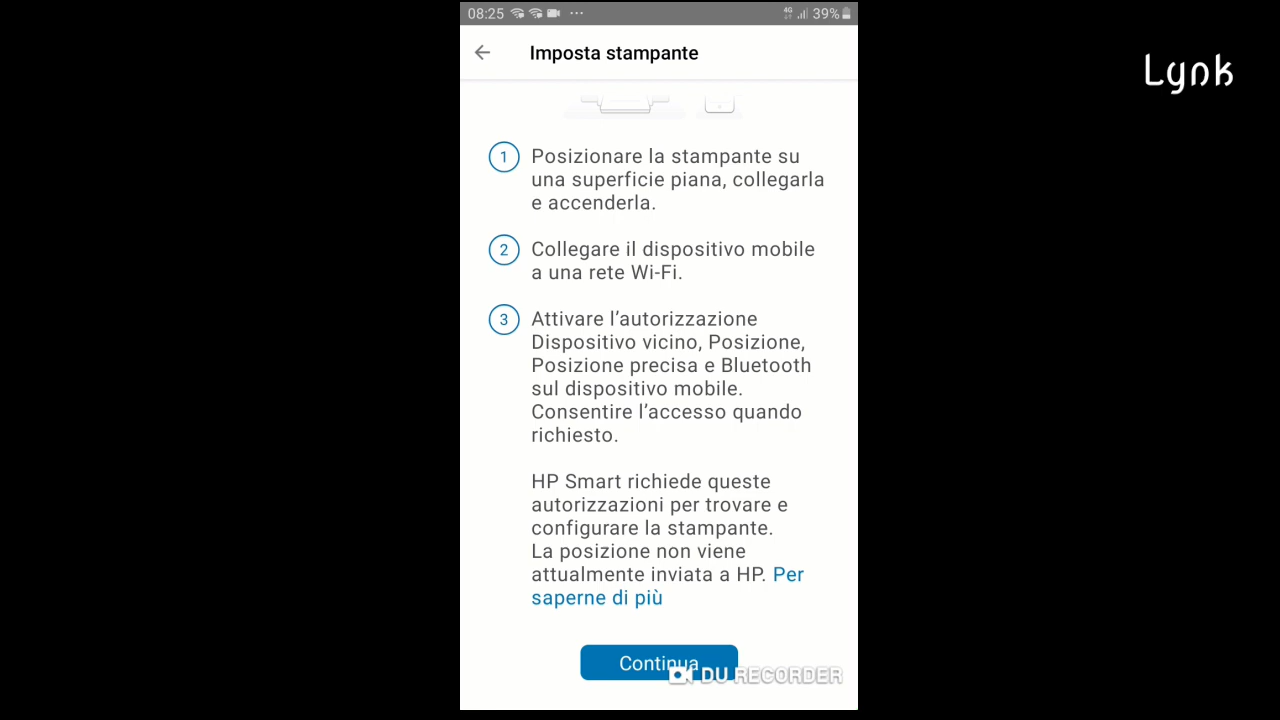 08:25 ... 4G 39%
Imposta stampante
Lynk
1 Posizionare la stampante su
una superficie piana, collegarla
e accenderla.
2 Collegare il dispositivo mobile
a una rete Wi-Fi.
3 Attivare l’autorizzazione
Dispositivo vicino, Posizione,
Posizione precisa e Bluetooth
sul dispositivo mobile.
Consentire l’accesso quando
richiesto.
HP Smart richiede queste
autorizzazioni per trovare e
configurare la stampante.
La posizione non viene
attualmente inviata a HP. Per
saperne di più
Continua
DU RECORDER